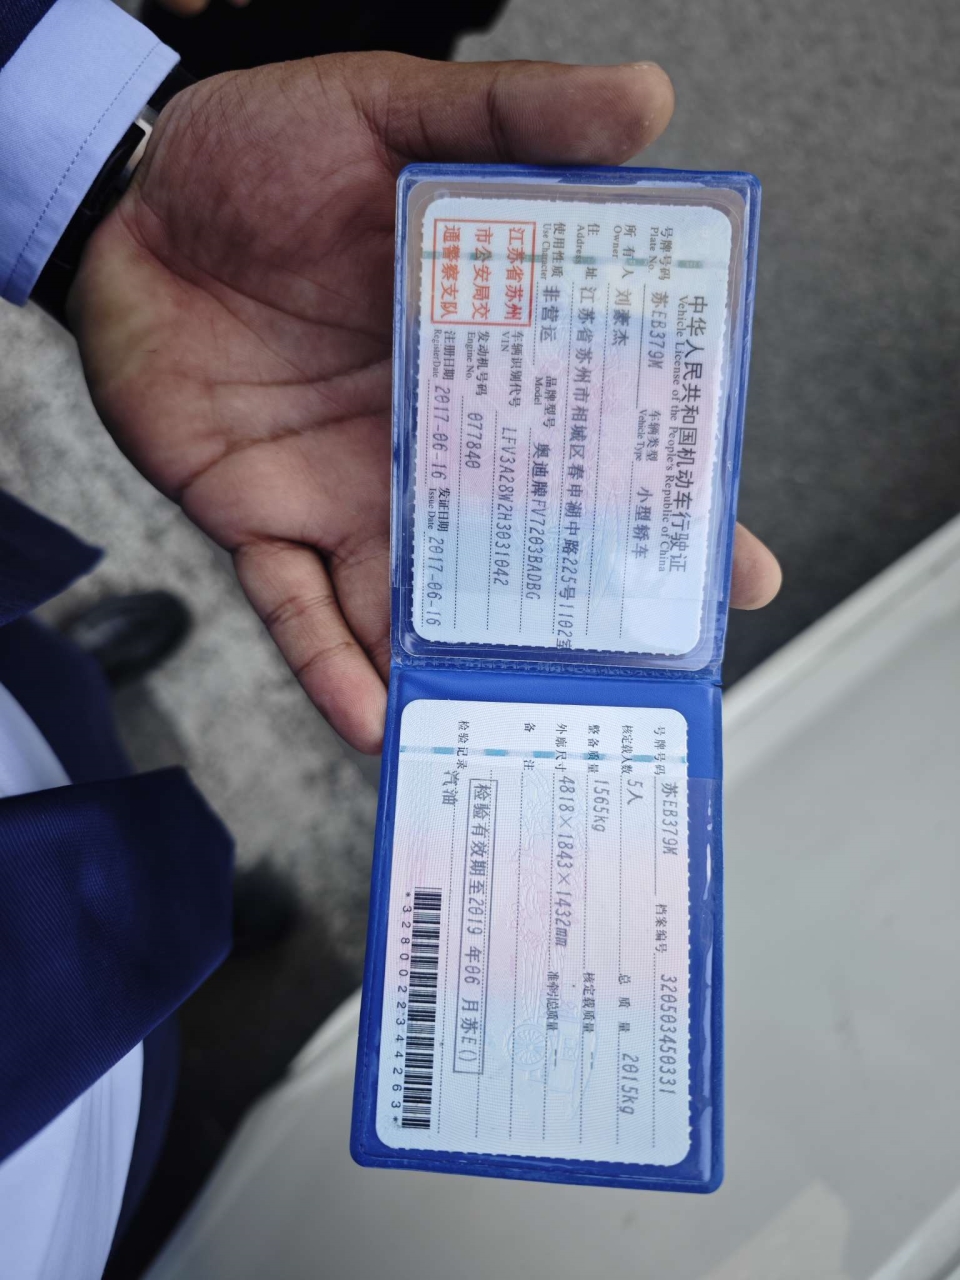 中华人民共和国机动车行驶证
Vehicle License of the People's Republic of China
号牌号码 苏EB379M 车辆类型 小型轿车
Plate No. Vehicle Type
所有人 刘豪杰
Owner
住址 江苏省苏州市相城区春申湖中路225号1102室
Address
使用性质 非营运 品牌型号 奥迪牌FV7203BADBG
Use Character Model
江苏省苏州
市公安局交
通警察支队
车辆识别代号 LFV3A28W2H3031042
VIN
发动机号码 077840
Engine No.
注册日期 2017-06-16 发证日期 2017-06-16
Register Date Issue Date
号牌号码 苏EB379M 档案编号 320503450331
核定载人数 5人 总质量 2015kg
整备质量 1565kg 核定载质量 --
外廓尺寸 4818×1843×1432mm 准牵引总质量 --
备注
检验有效期至2019年06月苏E()
检验记录
汽油
*3280022344263*